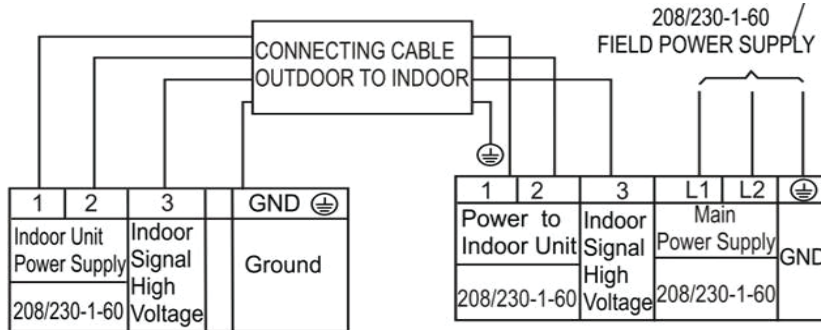 208/230-1-60
FIELD POWER SUPPLY
CONNECTING CABLE
OUTDOOR TO INDOOR
1 2 3 GND
Indoor Unit
Power Supply
208/230-1-60
Indoor
Signal
High
Voltage
Ground
1 2 3 L1 L2
Power to
Indoor Unit
208/230-1-60
Indoor
Signal
High
Voltage
Main
Power Supply
208/230-1-60
GND